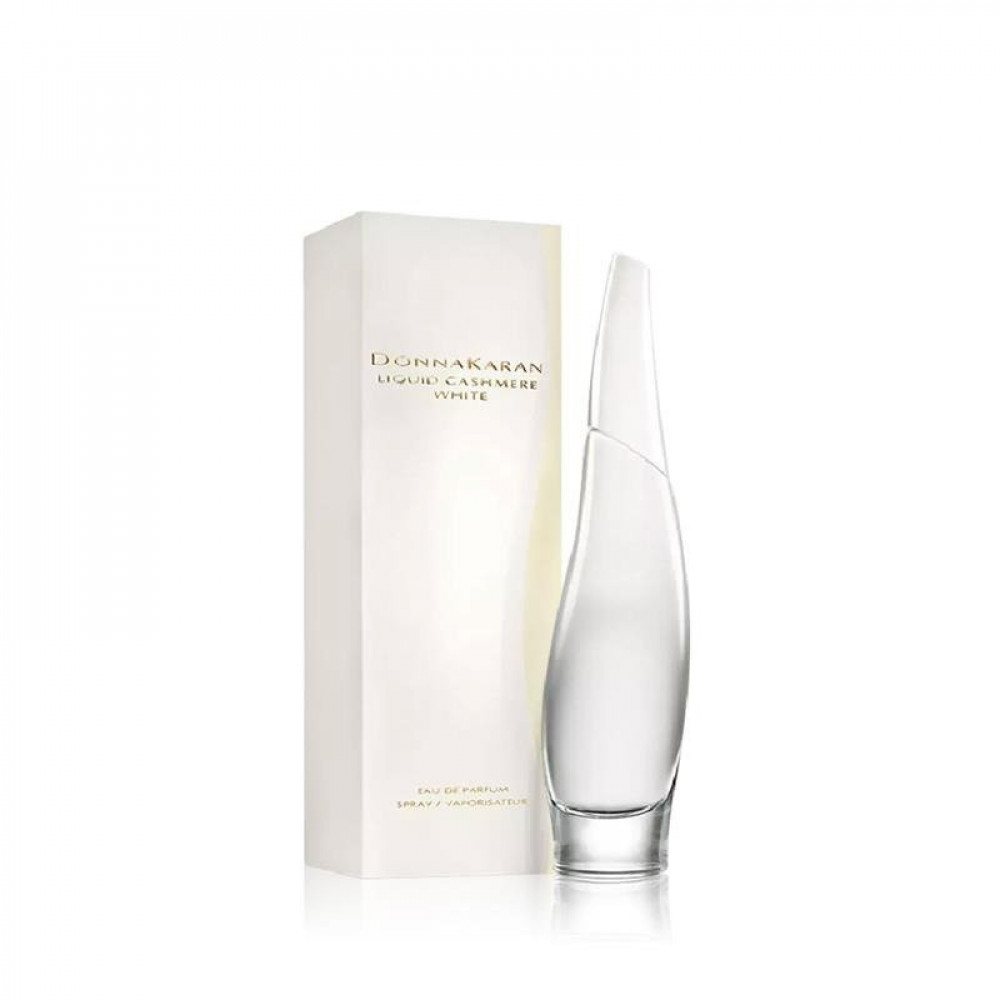 DONNAKARAN
LIQUID CASHMERE
WHITE
EAU DE PARFUM
SPRAY / VAPORISATEUR